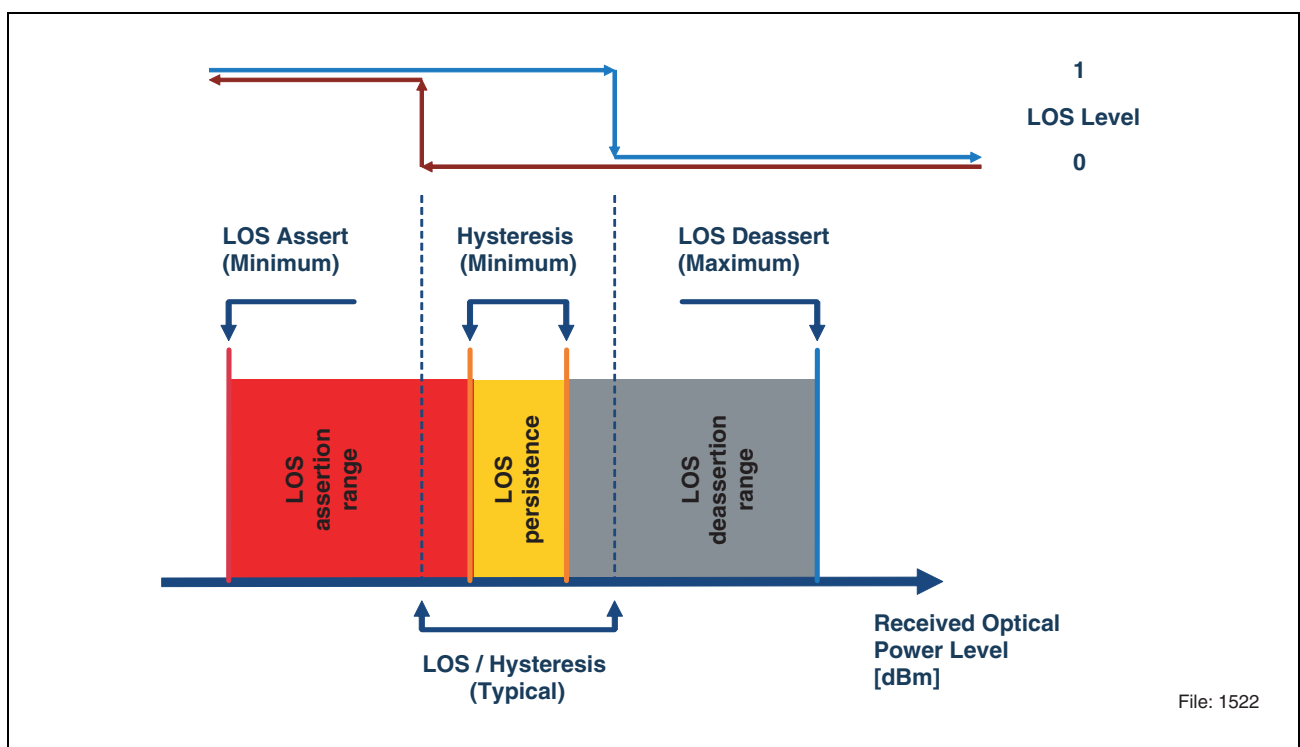 1
LOS Level
0
LOS Assert
(Minimum)
Hysteresis
(Minimum)
LOS Deassert
(Maximum)
LOS
assertion
range
LOS
persistence
LOS
deassertion
range
LOS / Hysteresis
(Typical)
Received Optical
Power Level
[dBm]
File: 1522